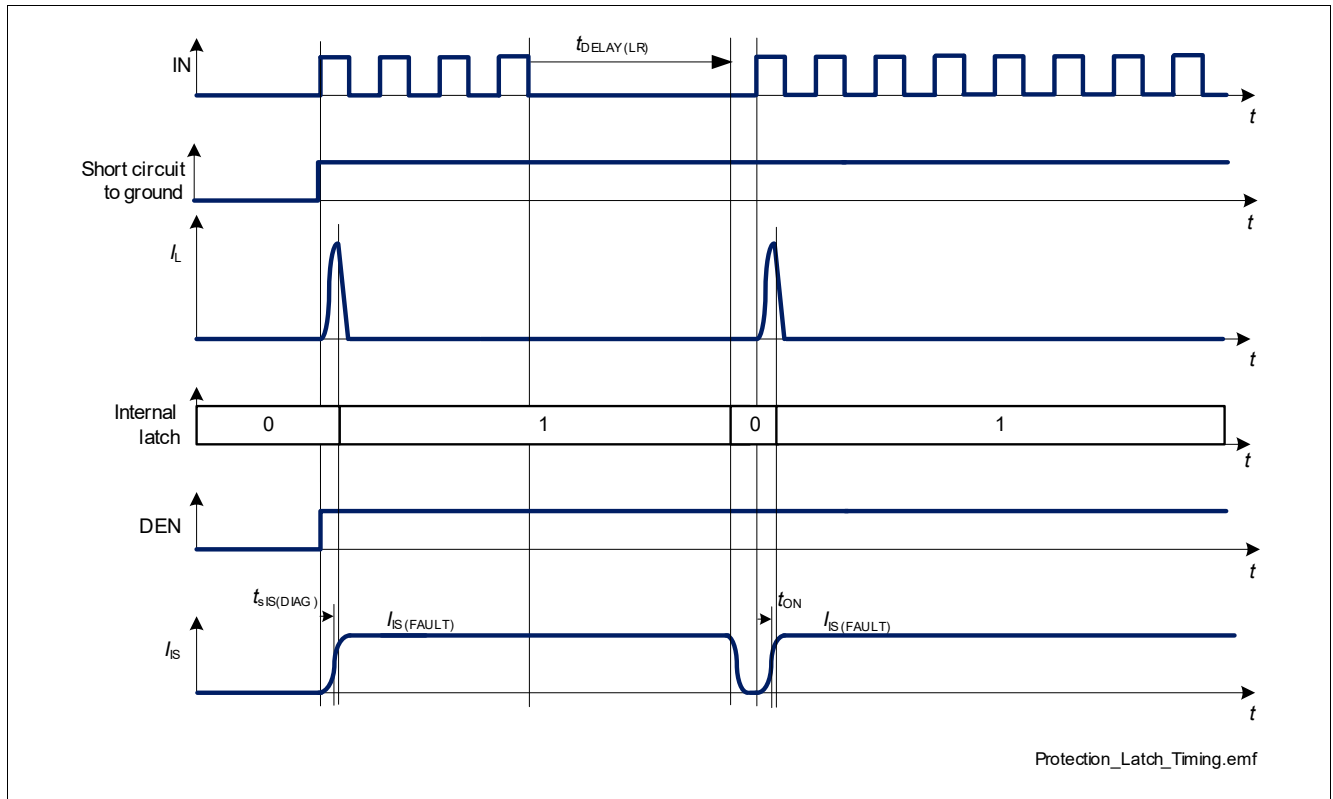 IN
tDELAY(LR)
t
Short circuit
to ground
t
IL
t
Internal
latch
0
1
0
1
t
DEN
t
tsIS(DIAG)
IIS(FAULT)
tON
IIS(FAULT)
IIS
t
Protection_Latch_Timing.emf